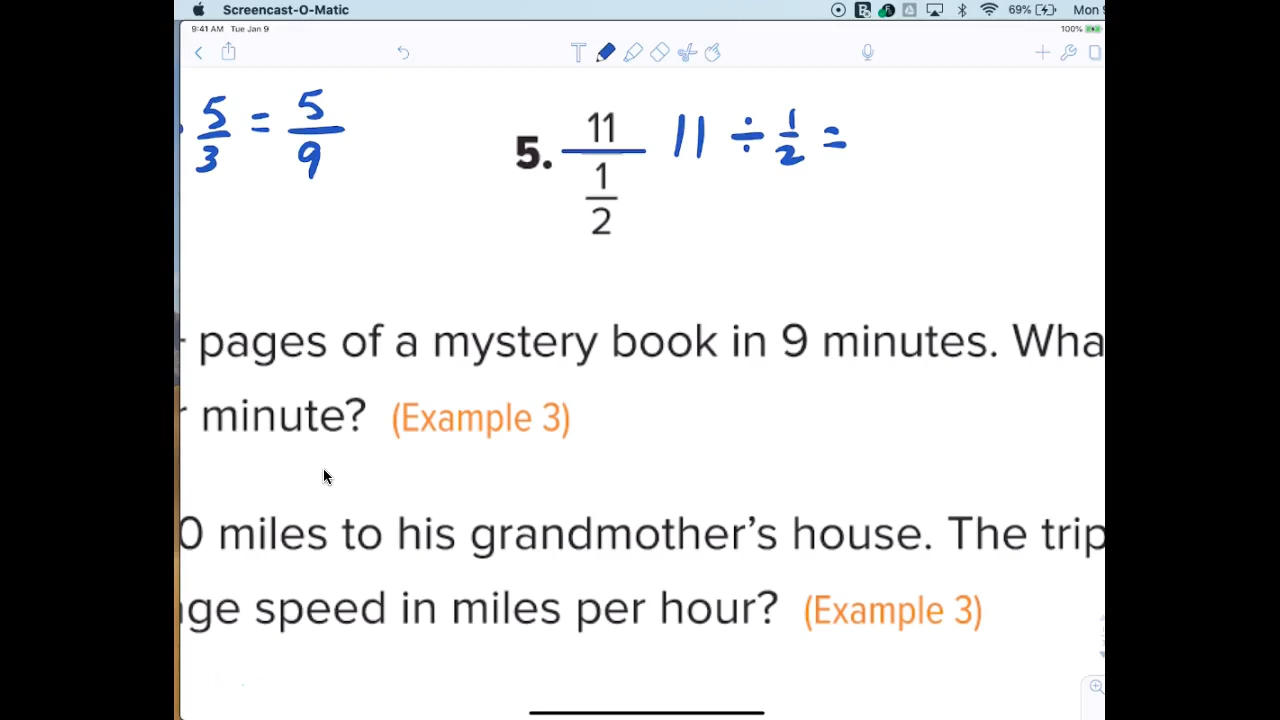 Screencast-O-Matic 69% Mon 9
9:41 AM Tue Jan 9 100%
T
5/3 = 5/9
5. 11/(1/2) 11 ÷ 1/2 =
pages of a mystery book in 9 minutes. Wha
r minute? (Example 3)
0 miles to his grandmother's house. The trip
age speed in miles per hour? (Example 3)